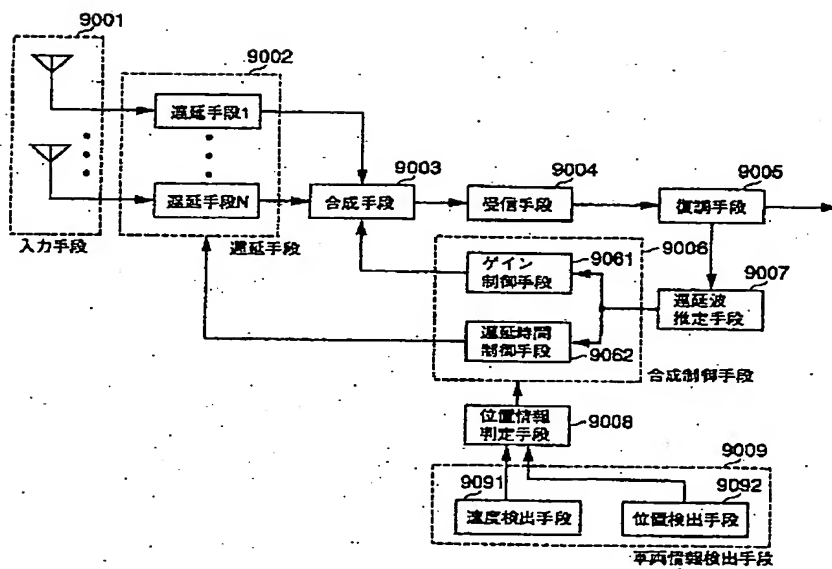 9001
9002
遅延手段1
9003
9004
9005
遅延手段N
合成手段
受信手段
復調手段
入力手段
遅延手段
9006
ゲイン
制御手段
9061
9007
遅延波
推定手段
遅延時間
制御手段
9062
合成制御手段
位置情報
判定手段
9008
9009
9091
9092
速度検出手段
位置検出手段
車両情報検出手段